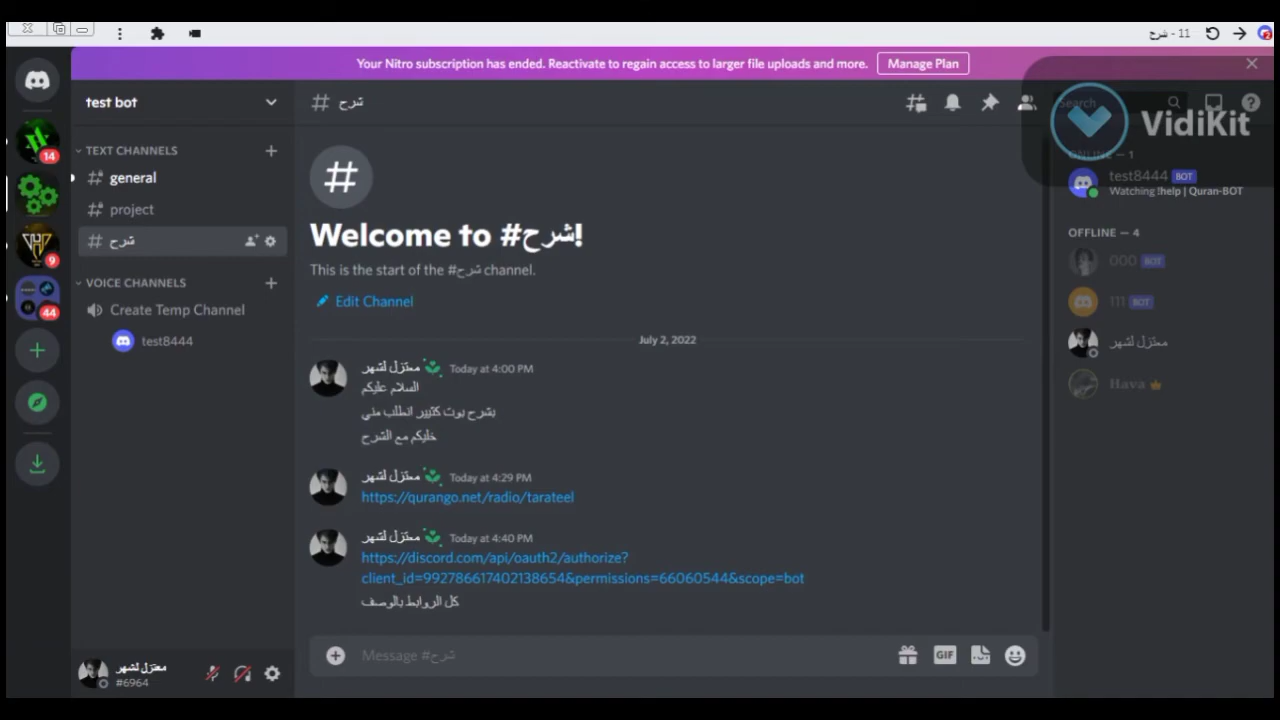 شرح - 11
Your Nitro subscription has ended. Reactivate to regain access to larger file uploads and more.
Manage Plan
test bot
شرح
Search
VidiKit
TEXT CHANNELS
general
project
شرح
VOICE CHANNELS
Create Temp Channel
test8444
14
9
44
Welcome to #شرح!
This is the start of the #شرح channel.
Edit Channel
July 2, 2022
معتزل لشهر Today at 4:00 PM
السلام عليكم
بشرح بوت كثيير انطلب مني
خليكم مع الشرح
معتزل لشهر Today at 4:29 PM
https://qurango.net/radio/tarateel
معتزل لشهر Today at 4:40 PM
https://discord.com/api/oauth2/authorize?
client_id=992786617402138654&permissions=66060544&scope=bot
كل الروابط بالوصف
Message #شرح
GIF
معتزل لشهر
#6964
ONLINE — 1
test8444 BOT
Watching !help | Quran-BOT
OFFLINE — 4
000 BOT
111 BOT
معتزل لشهر
Hava